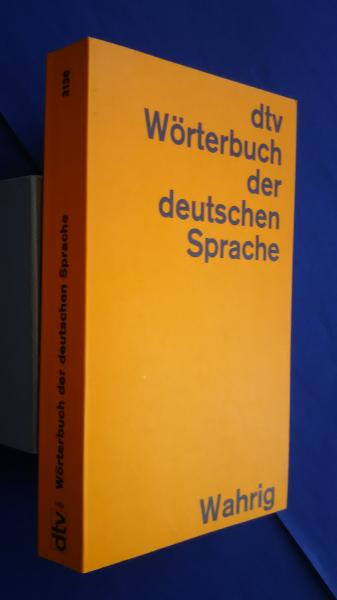 dtv
Wörterbuch
der
deutschen
Sprache
Wahrig
dtv
Wörterbuch der deutschen Sprache
3136